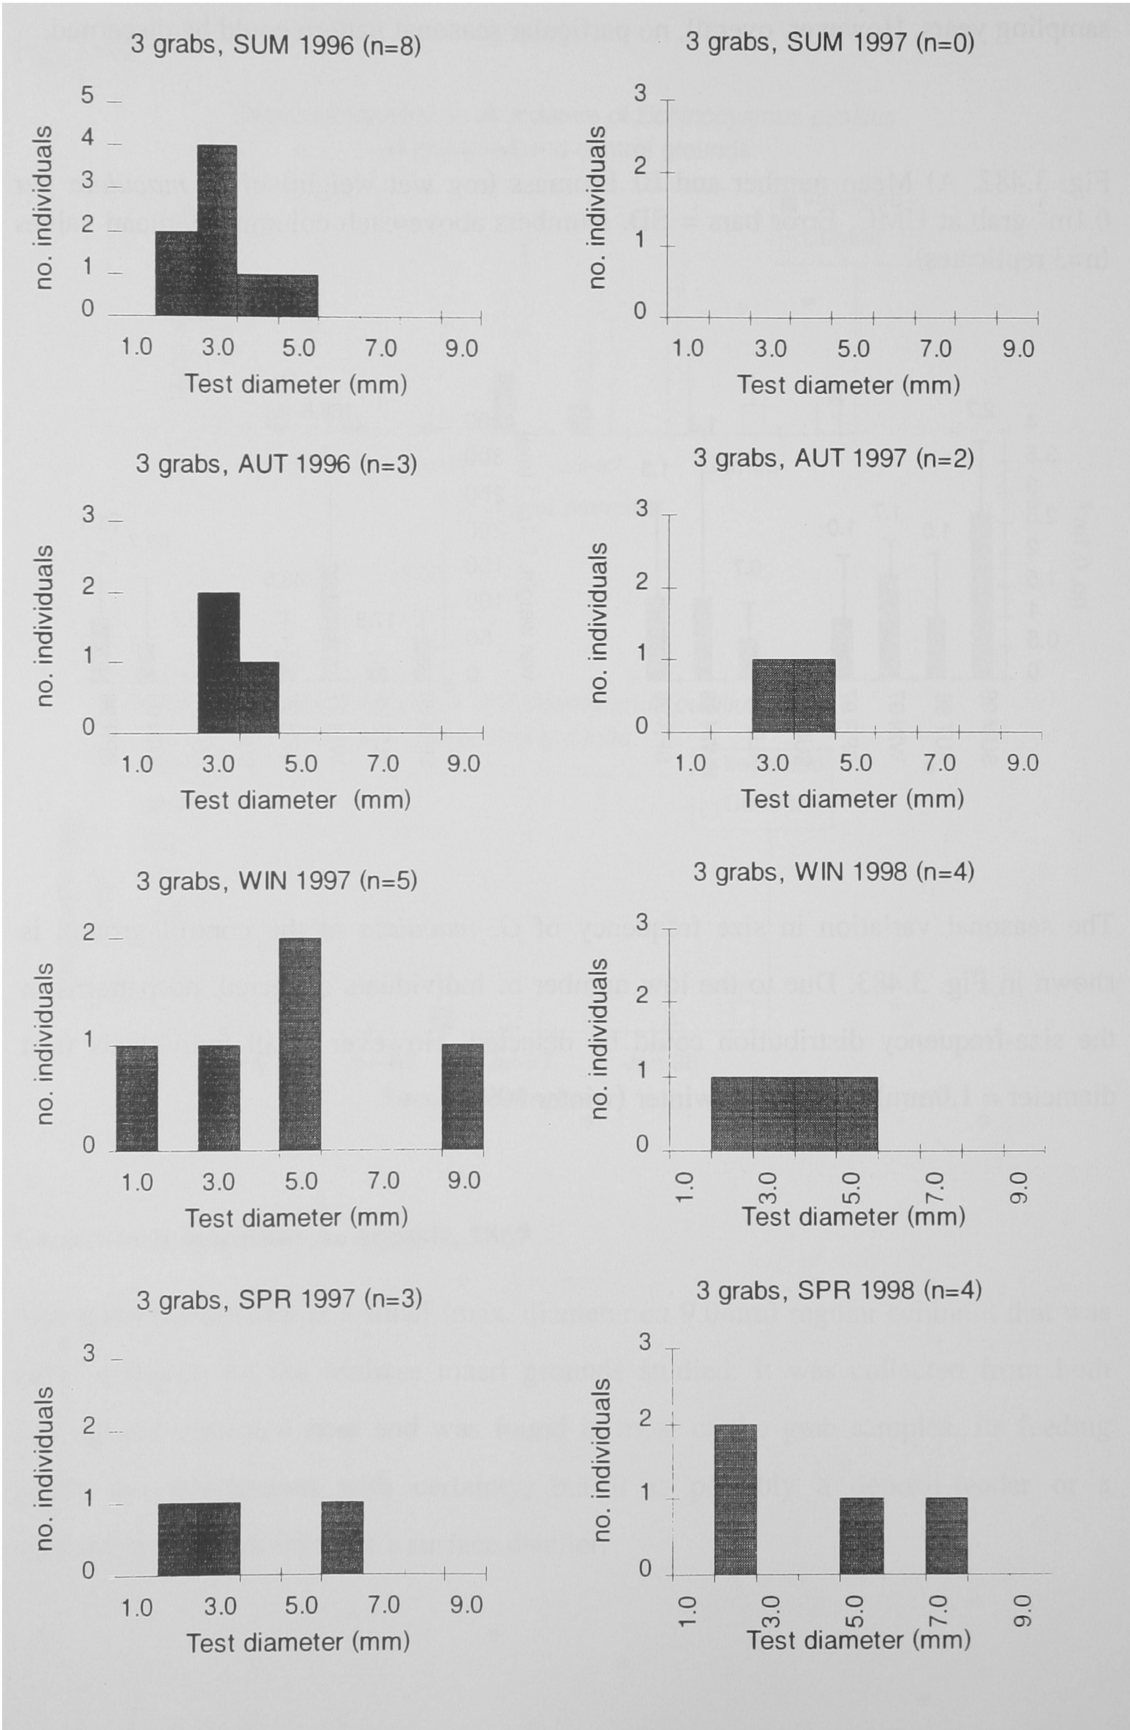 3 grabs, SUM 1996 (n=8)
5
4
3
2
1
0
no. individuals
1.0 3.0 5.0 7.0 9.0
Test diameter (mm)
3 grabs, SUM 1997 (n=0)
3
2
1
0
no. individuals
1.0 3.0 5.0 7.0 9.0
Test diameter (mm)
3 grabs, AUT 1996 (n=3)
3
2
1
0
no. individuals
1.0 3.0 5.0 7.0 9.0
Test diameter (mm)
3 grabs, AUT 1997 (n=2)
3
2
1
0
no. individuals
1.0 3.0 5.0 7.0 9.0
Test diameter (mm)
3 grabs, WIN 1997 (n=5)
2
1
0
no. individuals
1.0 3.0 5.0 7.0 9.0
Test diameter (mm)
3 grabs, WIN 1998 (n=4)
3
2
1
0
no. individuals
1.0 3.0 5.0 7.0 9.0
Test diameter (mm)
3 grabs, SPR 1997 (n=3)
3
2
1
0
no. individuals
1.0 3.0 5.0 7.0 9.0
Test diameter (mm)
3 grabs, SPR 1998 (n=4)
3
2
1
0
no. individuals
1.0 3.0 5.0 7.0 9.0
Test diameter (mm)